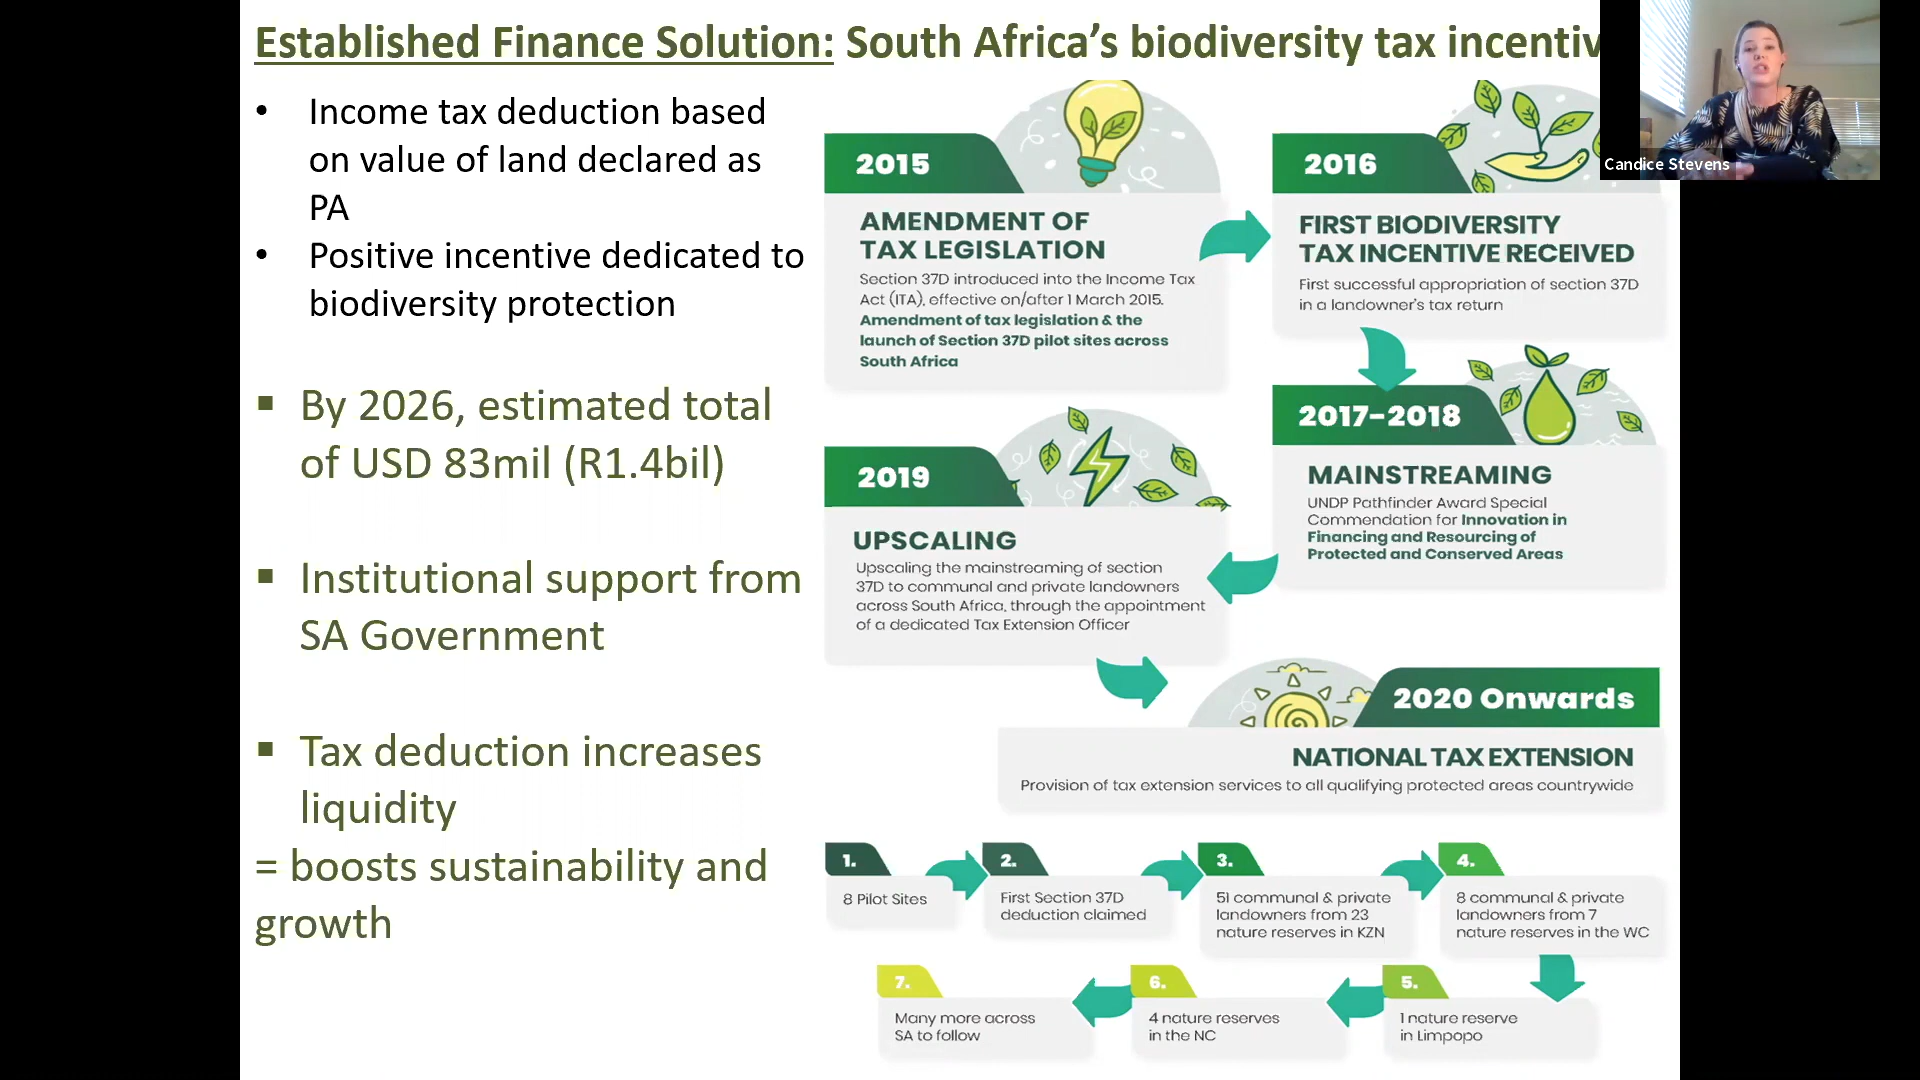 Established Finance Solution: South Africa's biodiversity tax incentiv
Candice Stevens
• Income tax deduction based
on value of land declared as
PA
• Positive incentive dedicated to
biodiversity protection
▪ By 2026, estimated total
of USD 83mil (R1.4bil)
▪ Institutional support from
SA Government
▪ Tax deduction increases
liquidity
= boosts sustainability and
growth
2015
AMENDMENT OF
TAX LEGISLATION
Section 37D introduced into the Income Tax
Act (ITA), effective on/after 1 March 2015.
Amendment of tax legislation & the
launch of Section 37D pilot sites across
South Africa
2016
FIRST BIODIVERSITY
TAX INCENTIVE RECEIVED
First successful appropriation of section 37D
in a landowner's tax return
2017-2018
MAINSTREAMING
UNDP Pathfinder Award Special
Commendation for Innovation in
Financing and Resourcing of
Protected and Conserved Areas
2019
UPSCALING
Upscaling the mainstreaming of section
37D to communal and private landowners
across South Africa, through the appointment
of a dedicated Tax Extension Officer
2020 Onwards
NATIONAL TAX EXTENSION
Provision of tax extension services to all qualifying protected areas countrywide
1.
8 Pilot Sites
2.
First Section 37D
deduction claimed
3.
51 communal & private
landowners from 23
nature reserves in KZN
4.
8 communal & private
landowners from 7
nature reserves in the WC
5.
1 nature reserve
in Limpopo
6.
4 nature reserves
in the NC
7.
Many more across
SA to follow